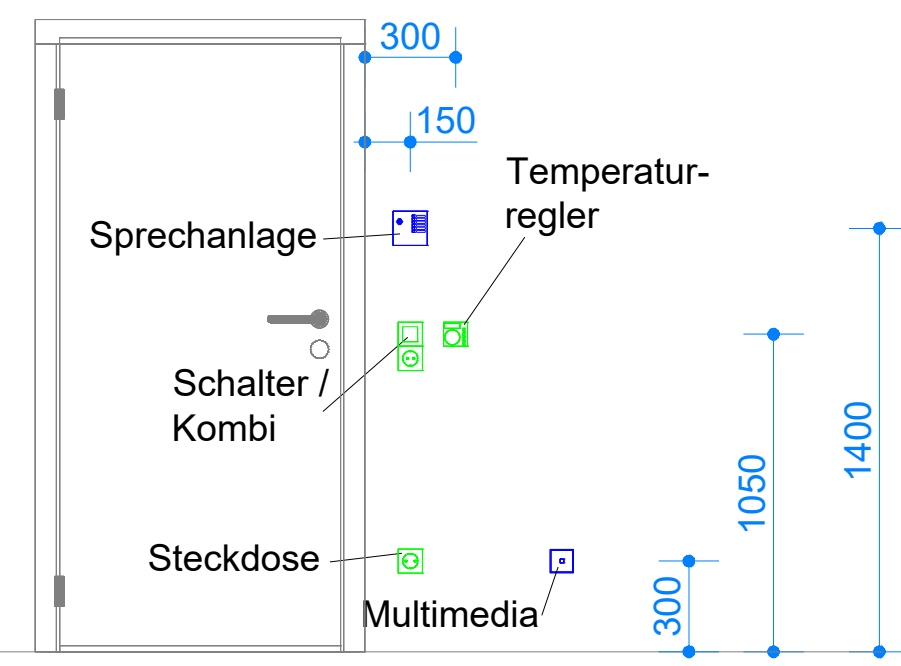 300
150
Temperatur-
regler
Sprechanlage
Schalter /
Kombi
1400
1050
Steckdose
Multimedia
300